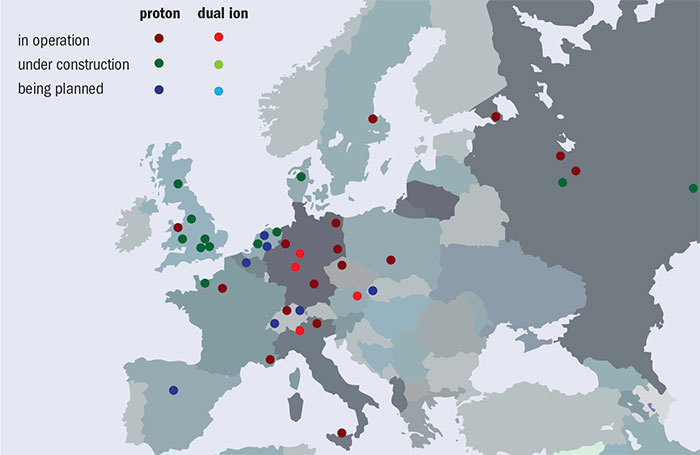 proton dual ion
in operation
under construction
being planned